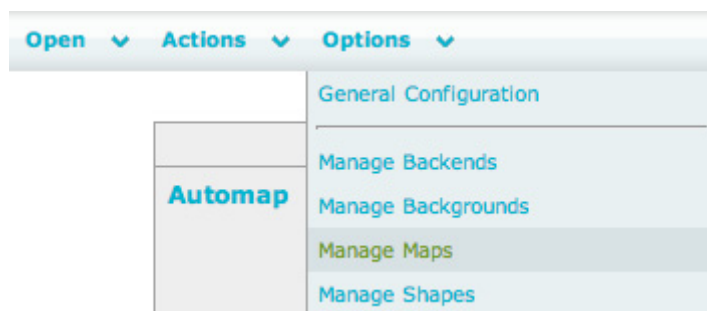 Open Actions Options
General Configuration
Manage Backends
Automap
Manage Backgrounds
Manage Maps
Manage Shapes